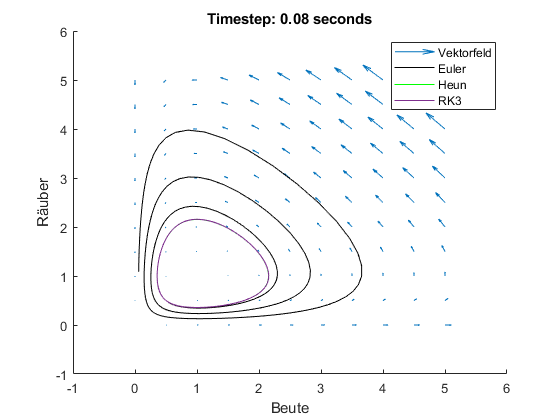 Timestep: 0.08 seconds
Vektorfeld
Euler
Heun
RK3
6
5
4
3
2
1
0
-1
Räuber
-1 0 1 2 3 4 5 6
Beute